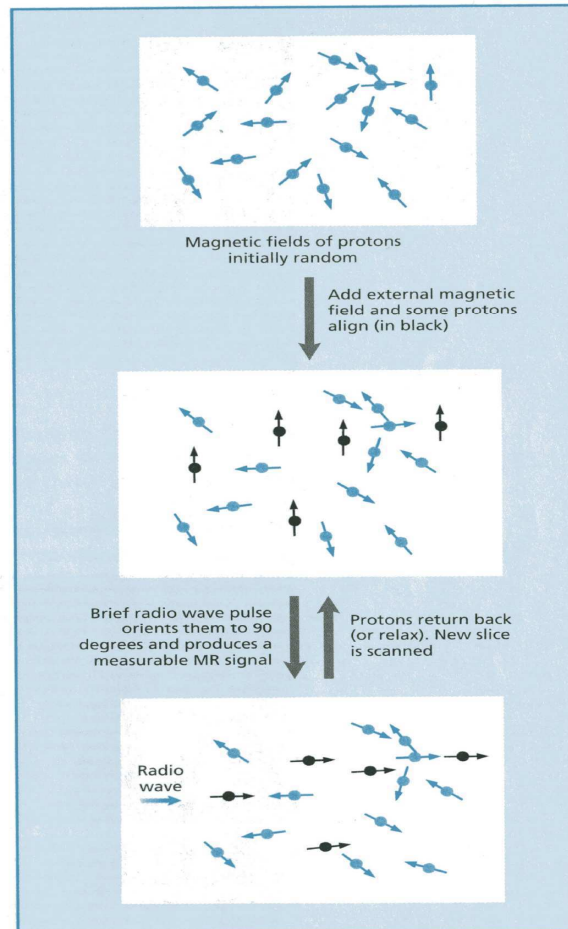 Magnetic fields of protons
initially random
Add external magnetic
field and some protons
align (in black)
Brief radio wave pulse
orients them to 90
degrees and produces a
measurable MR signal
Protons return back
(or relax). New slice
is scanned
Radio
wave